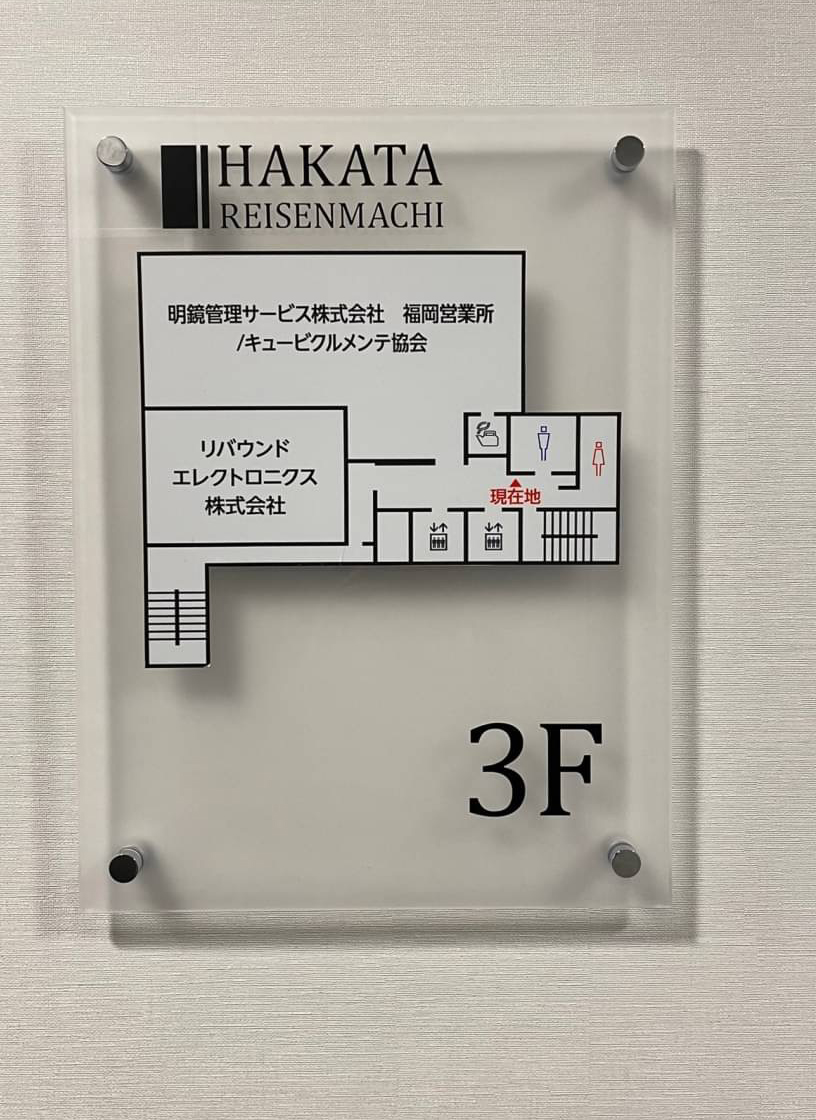 HAKATA
REISENMACHI
明鏡管理サービス株式会社　福岡営業所
/キュービクルメンテ協会
リバウンド
エレクトロニクス
株式会社
現在地
3F